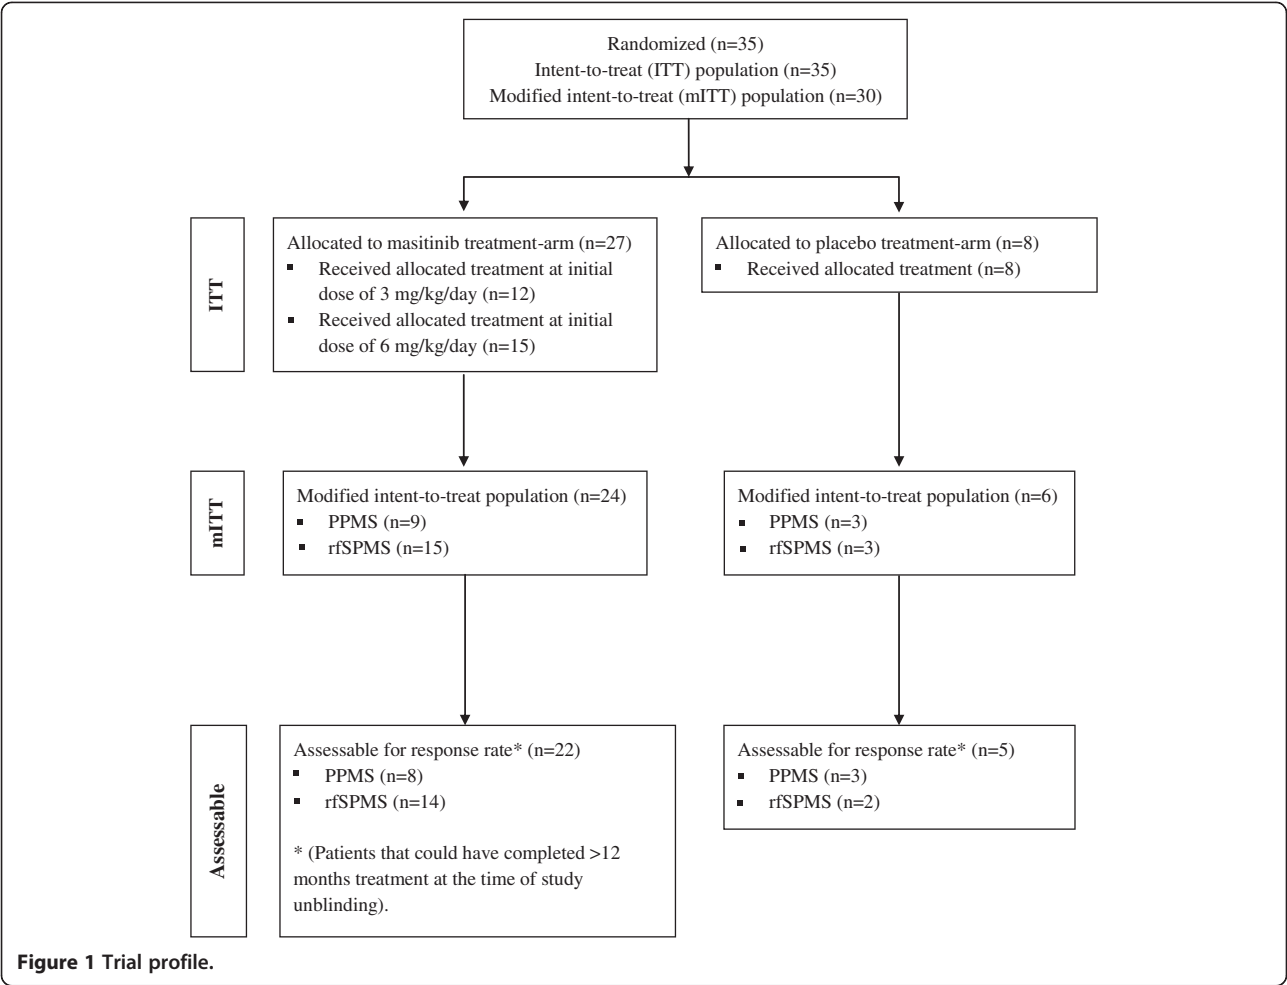 Randomized (n=35)
Intent-to-treat (ITT) population (n=35)
Modified intent-to-treat (mITT) population (n=30)
ITT
Allocated to masitinib treatment-arm (n=27)
▪ Received allocated treatment at initial
dose of 3 mg/kg/day (n=12)
▪ Received allocated treatment at initial
dose of 6 mg/kg/day (n=15)
Allocated to placebo treatment-arm (n=8)
▪ Received allocated treatment (n=8)
mITT
Modified intent-to-treat population (n=24)
▪ PPMS (n=9)
▪ rfSPMS (n=15)
Modified intent-to-treat population (n=6)
▪ PPMS (n=3)
▪ rfSPMS (n=3)
Assessable
Assessable for response rate* (n=22)
▪ PPMS (n=8)
▪ rfSPMS (n=14)
* (Patients that could have completed >12
months treatment at the time of study
unblinding).
Assessable for response rate* (n=5)
▪ PPMS (n=3)
▪ rfSPMS (n=2)
Figure 1 Trial profile.